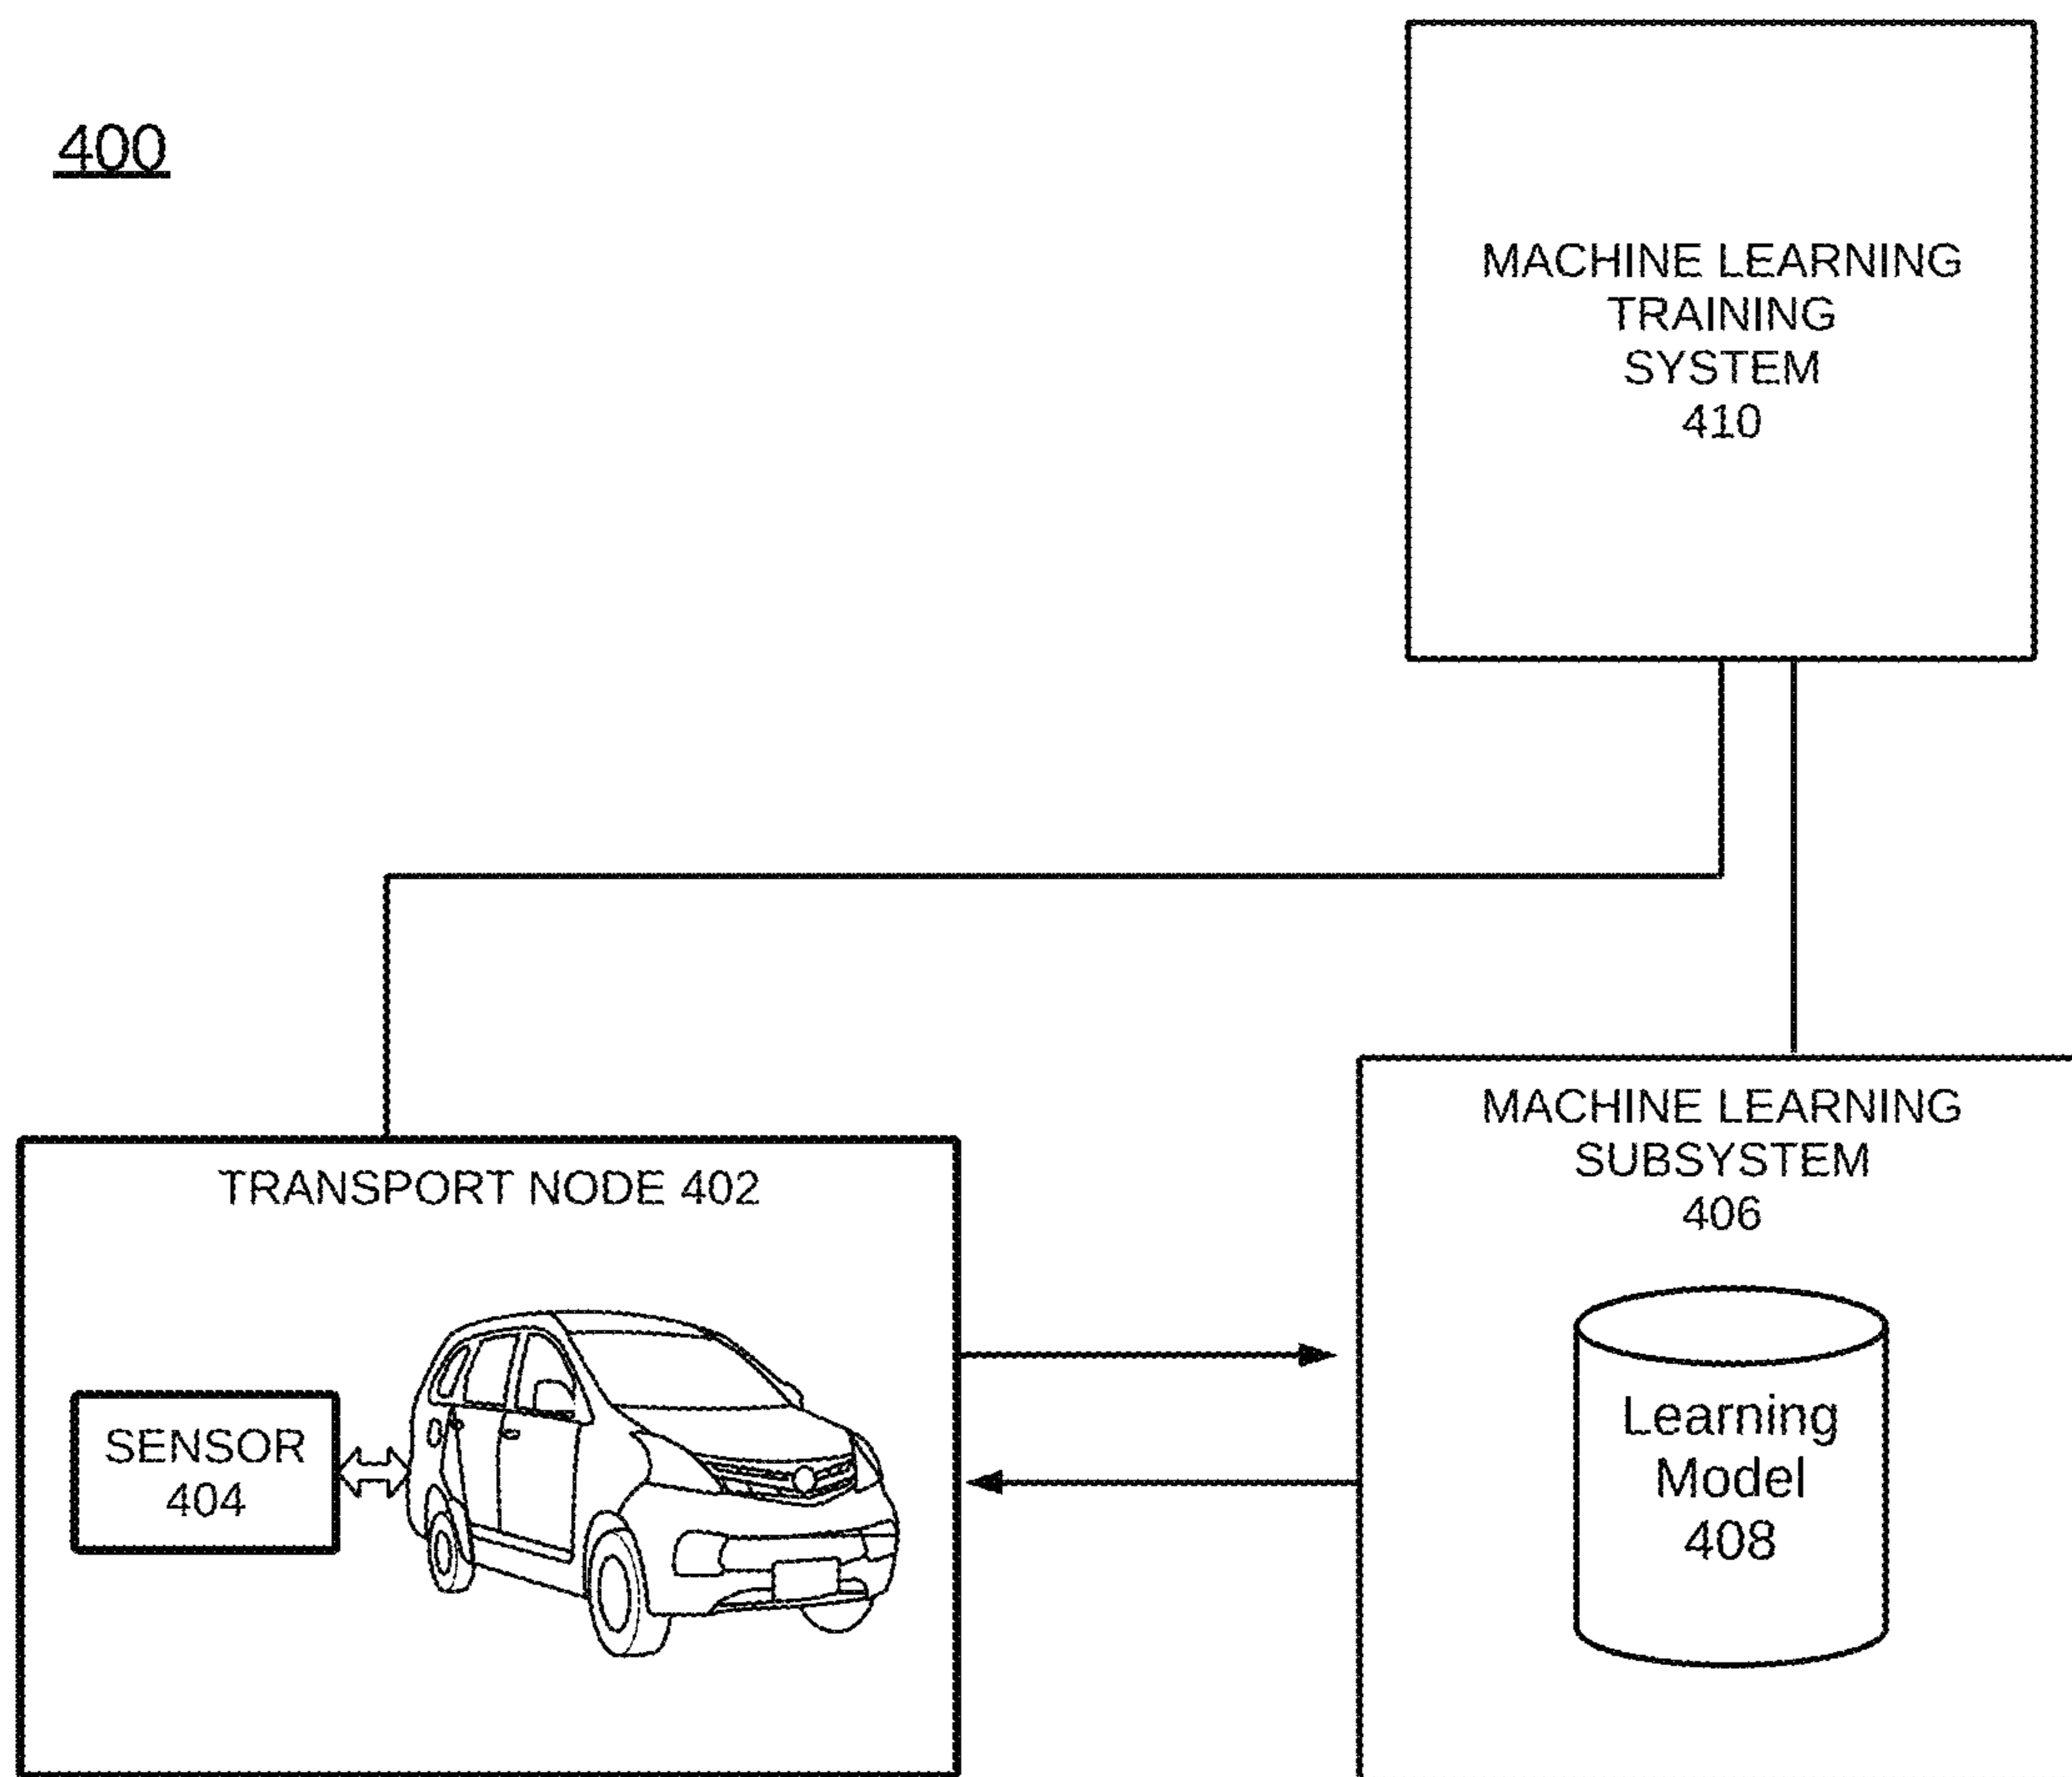 400
MACHINE LEARNING
TRAINING
SYSTEM
410
TRANSPORT NODE 402
SENSOR
404
MACHINE LEARNING
SUBSYSTEM
406
Learning
Model
408